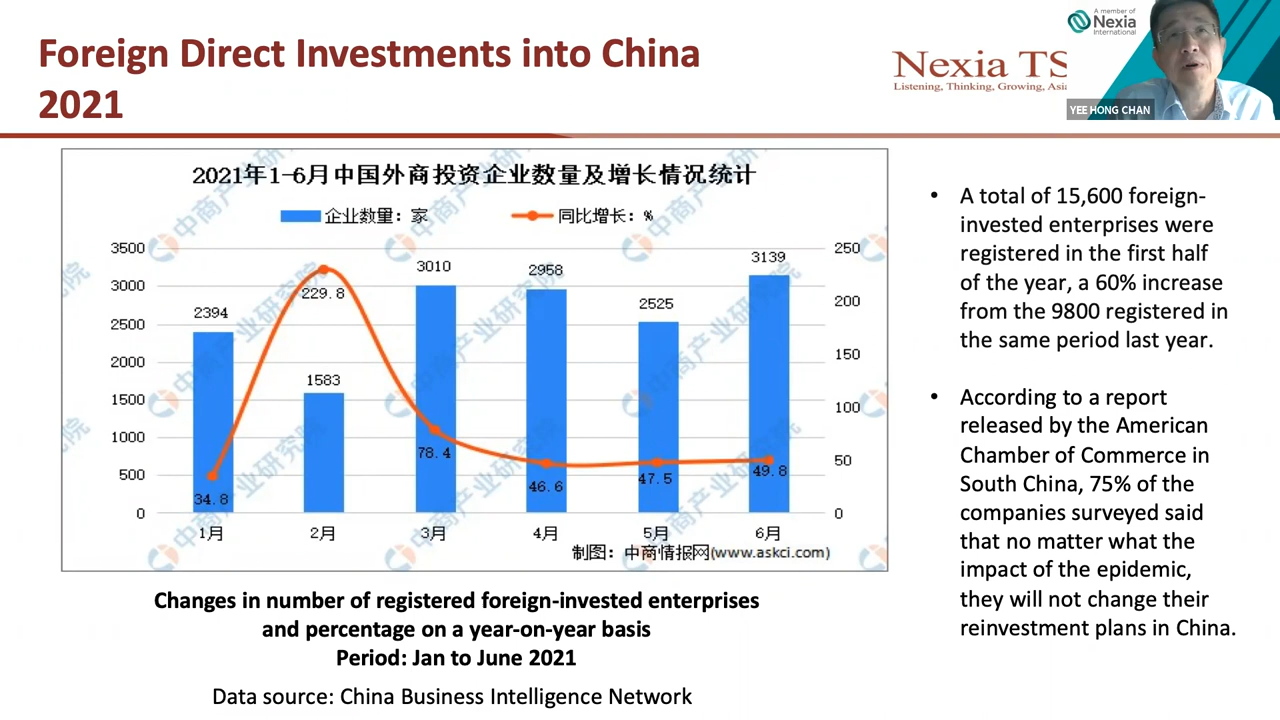 Foreign Direct Investments into China
2021
A member of
Nexia
International
Nexia TS
Listening, Thinking, Growing, Asia
YEE HONG CHAN
2021年1-6月中国外商投资企业数量及增长情况统计
企业数量：家
同比增长：%
3500
3000
2500
2000
1500
1000
500
0
250
200
150
100
50
0
2394
1583
3010
2958
2525
3139
34.8
229.8
78.4
46.6
47.5
49.8
1月
2月
3月
4月
5月
6月
制图：中商情报网(www.askci.com)
中商产业研究院
Changes in number of registered foreign-invested enterprises
and percentage on a year-on-year basis
Period: Jan to June 2021
Data source: China Business Intelligence Network
• A total of 15,600 foreign-
invested enterprises were
registered in the first half
of the year, a 60% increase
from the 9800 registered in
the same period last year.
• According to a report
released by the American
Chamber of Commerce in
South China, 75% of the
companies surveyed said
that no matter what the
impact of the epidemic,
they will not change their
reinvestment plans in China.